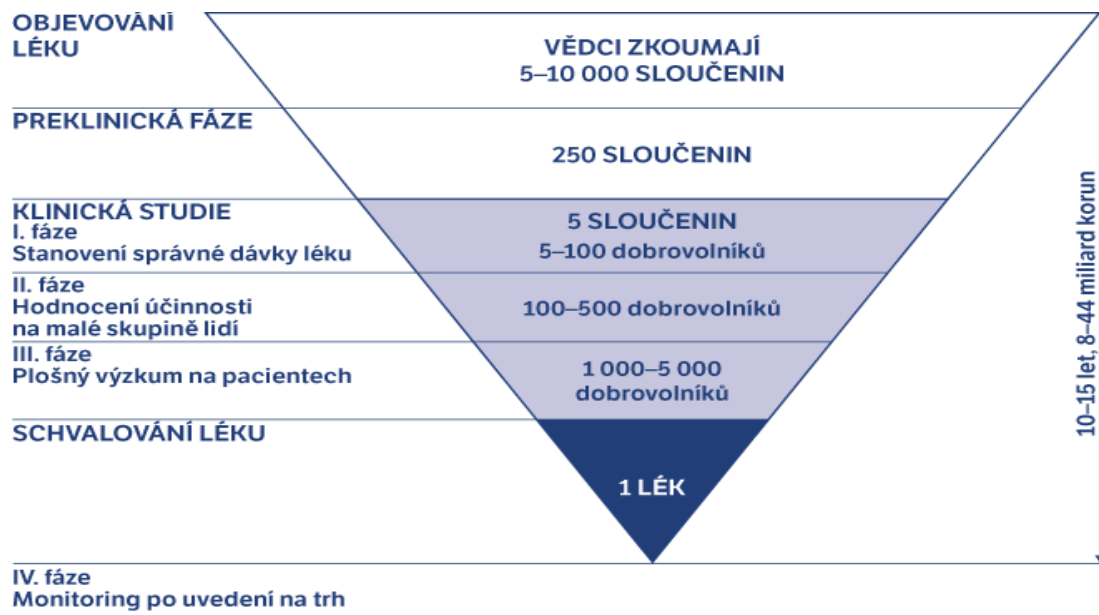 OBJEVOVÁNÍ
LÉKU
VĚDCI ZKOUMAJÍ
5–10 000 SLOUČENIN
PREKLINICKÁ FÁZE
250 SLOUČENIN
KLINICKÁ STUDIE
I. fáze
Stanovení správné dávky léku
5 SLOUČENIN
5–100 dobrovolníků
II. fáze
Hodnocení účinnosti
na malé skupině lidí
100–500 dobrovolníků
III. fáze
Plošný výzkum na pacientech
1 000–5 000
dobrovolníků
SCHVALOVÁNÍ LÉKU
1 LÉK
IV. fáze
Monitoring po uvedení na trh
10–15 let, 8–44 miliard korun